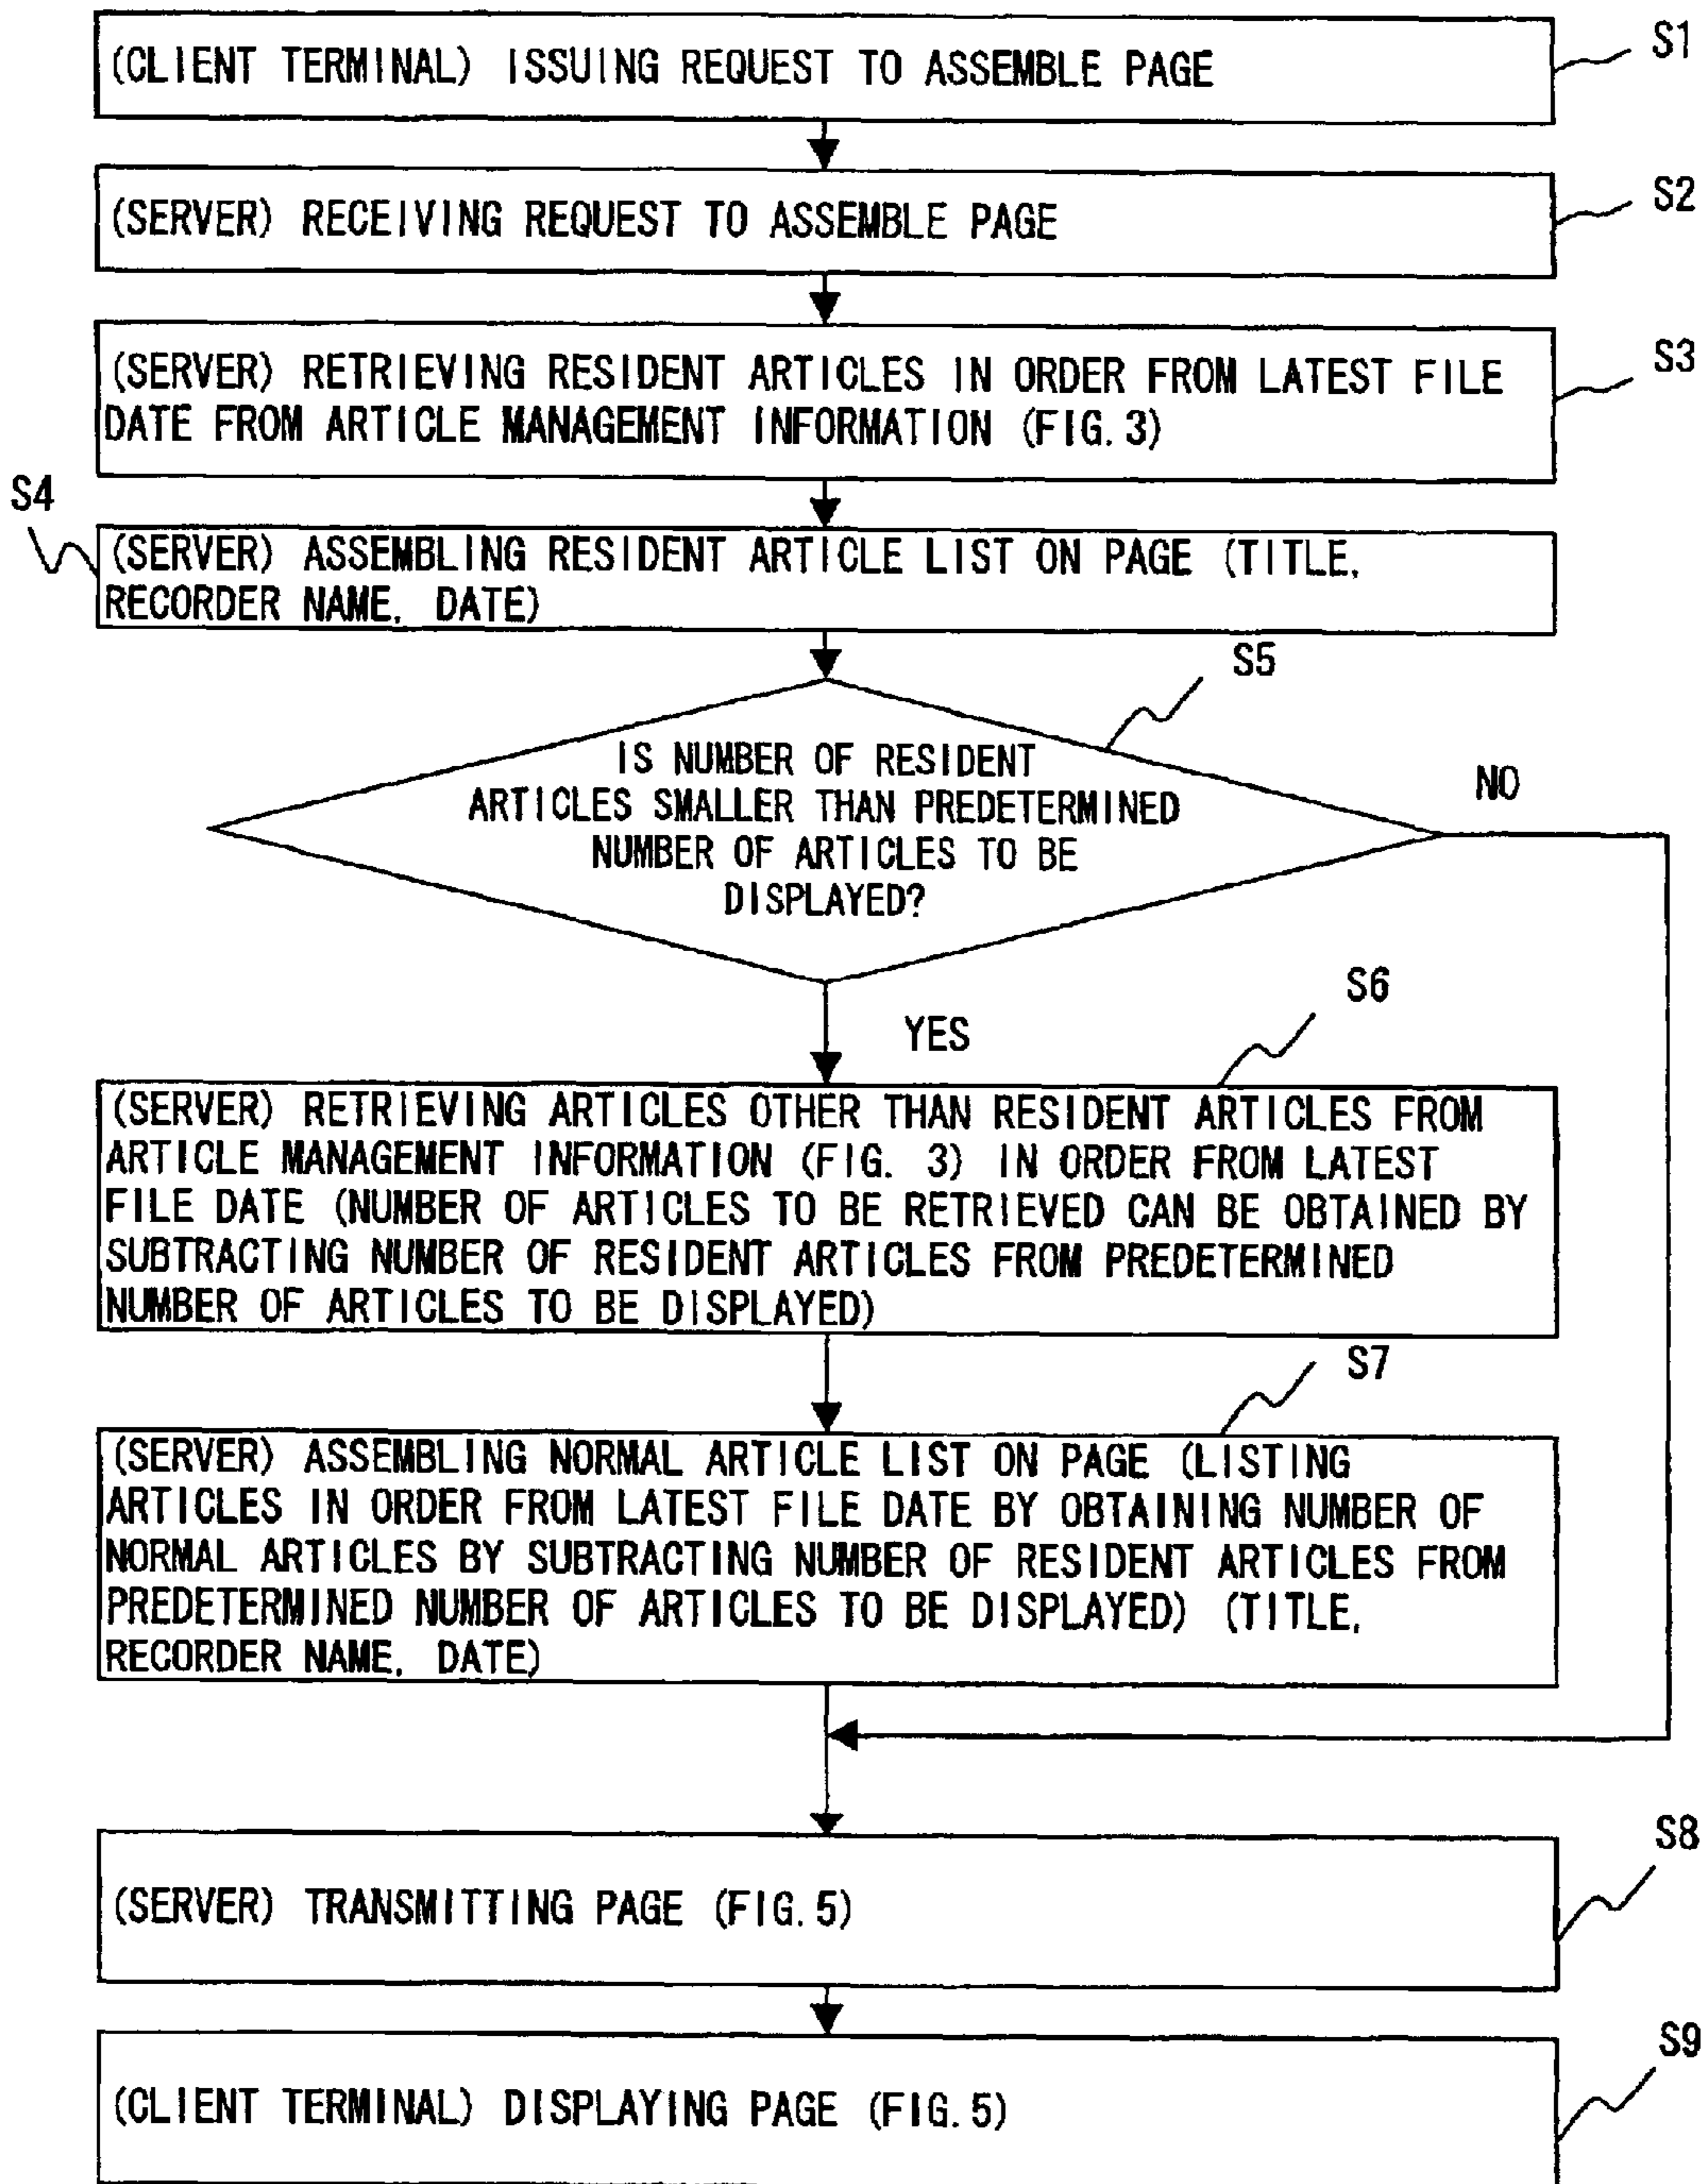 (CLIENT TERMINAL) ISSUING REQUEST TO ASSEMBLE PAGE
S1
(SERVER) RECEIVING REQUEST TO ASSEMBLE PAGE
S2
(SERVER) RETRIEVING RESIDENT ARTICLES IN ORDER FROM LATEST FILE
DATE FROM ARTICLE MANAGEMENT INFORMATION (FIG. 3)
S3
S4
(SERVER) ASSEMBLING RESIDENT ARTICLE LIST ON PAGE (TITLE,
RECORDER NAME, DATE)
S5
IS NUMBER OF RESIDENT
ARTICLES SMALLER THAN PREDETERMINED
NUMBER OF ARTICLES TO BE
DISPLAYED?
NO
YES
S6
(SERVER) RETRIEVING ARTICLES OTHER THAN RESIDENT ARTICLES FROM
ARTICLE MANAGEMENT INFORMATION (FIG. 3) IN ORDER FROM LATEST
FILE DATE (NUMBER OF ARTICLES TO BE RETRIEVED CAN BE OBTAINED BY
SUBTRACTING NUMBER OF RESIDENT ARTICLES FROM PREDETERMINED
NUMBER OF ARTICLES TO BE DISPLAYED)
S7
(SERVER) ASSEMBLING NORMAL ARTICLE LIST ON PAGE (LISTING
ARTICLES IN ORDER FROM LATEST FILE DATE BY OBTAINING NUMBER OF
NORMAL ARTICLES BY SUBTRACTING NUMBER OF RESIDENT ARTICLES FROM
PREDETERMINED NUMBER OF ARTICLES TO BE DISPLAYED) (TITLE,
RECORDER NAME, DATE)
S8
(SERVER) TRANSMITTING PAGE (FIG. 5)
S9
(CLIENT TERMINAL) DISPLAYING PAGE (FIG. 5)